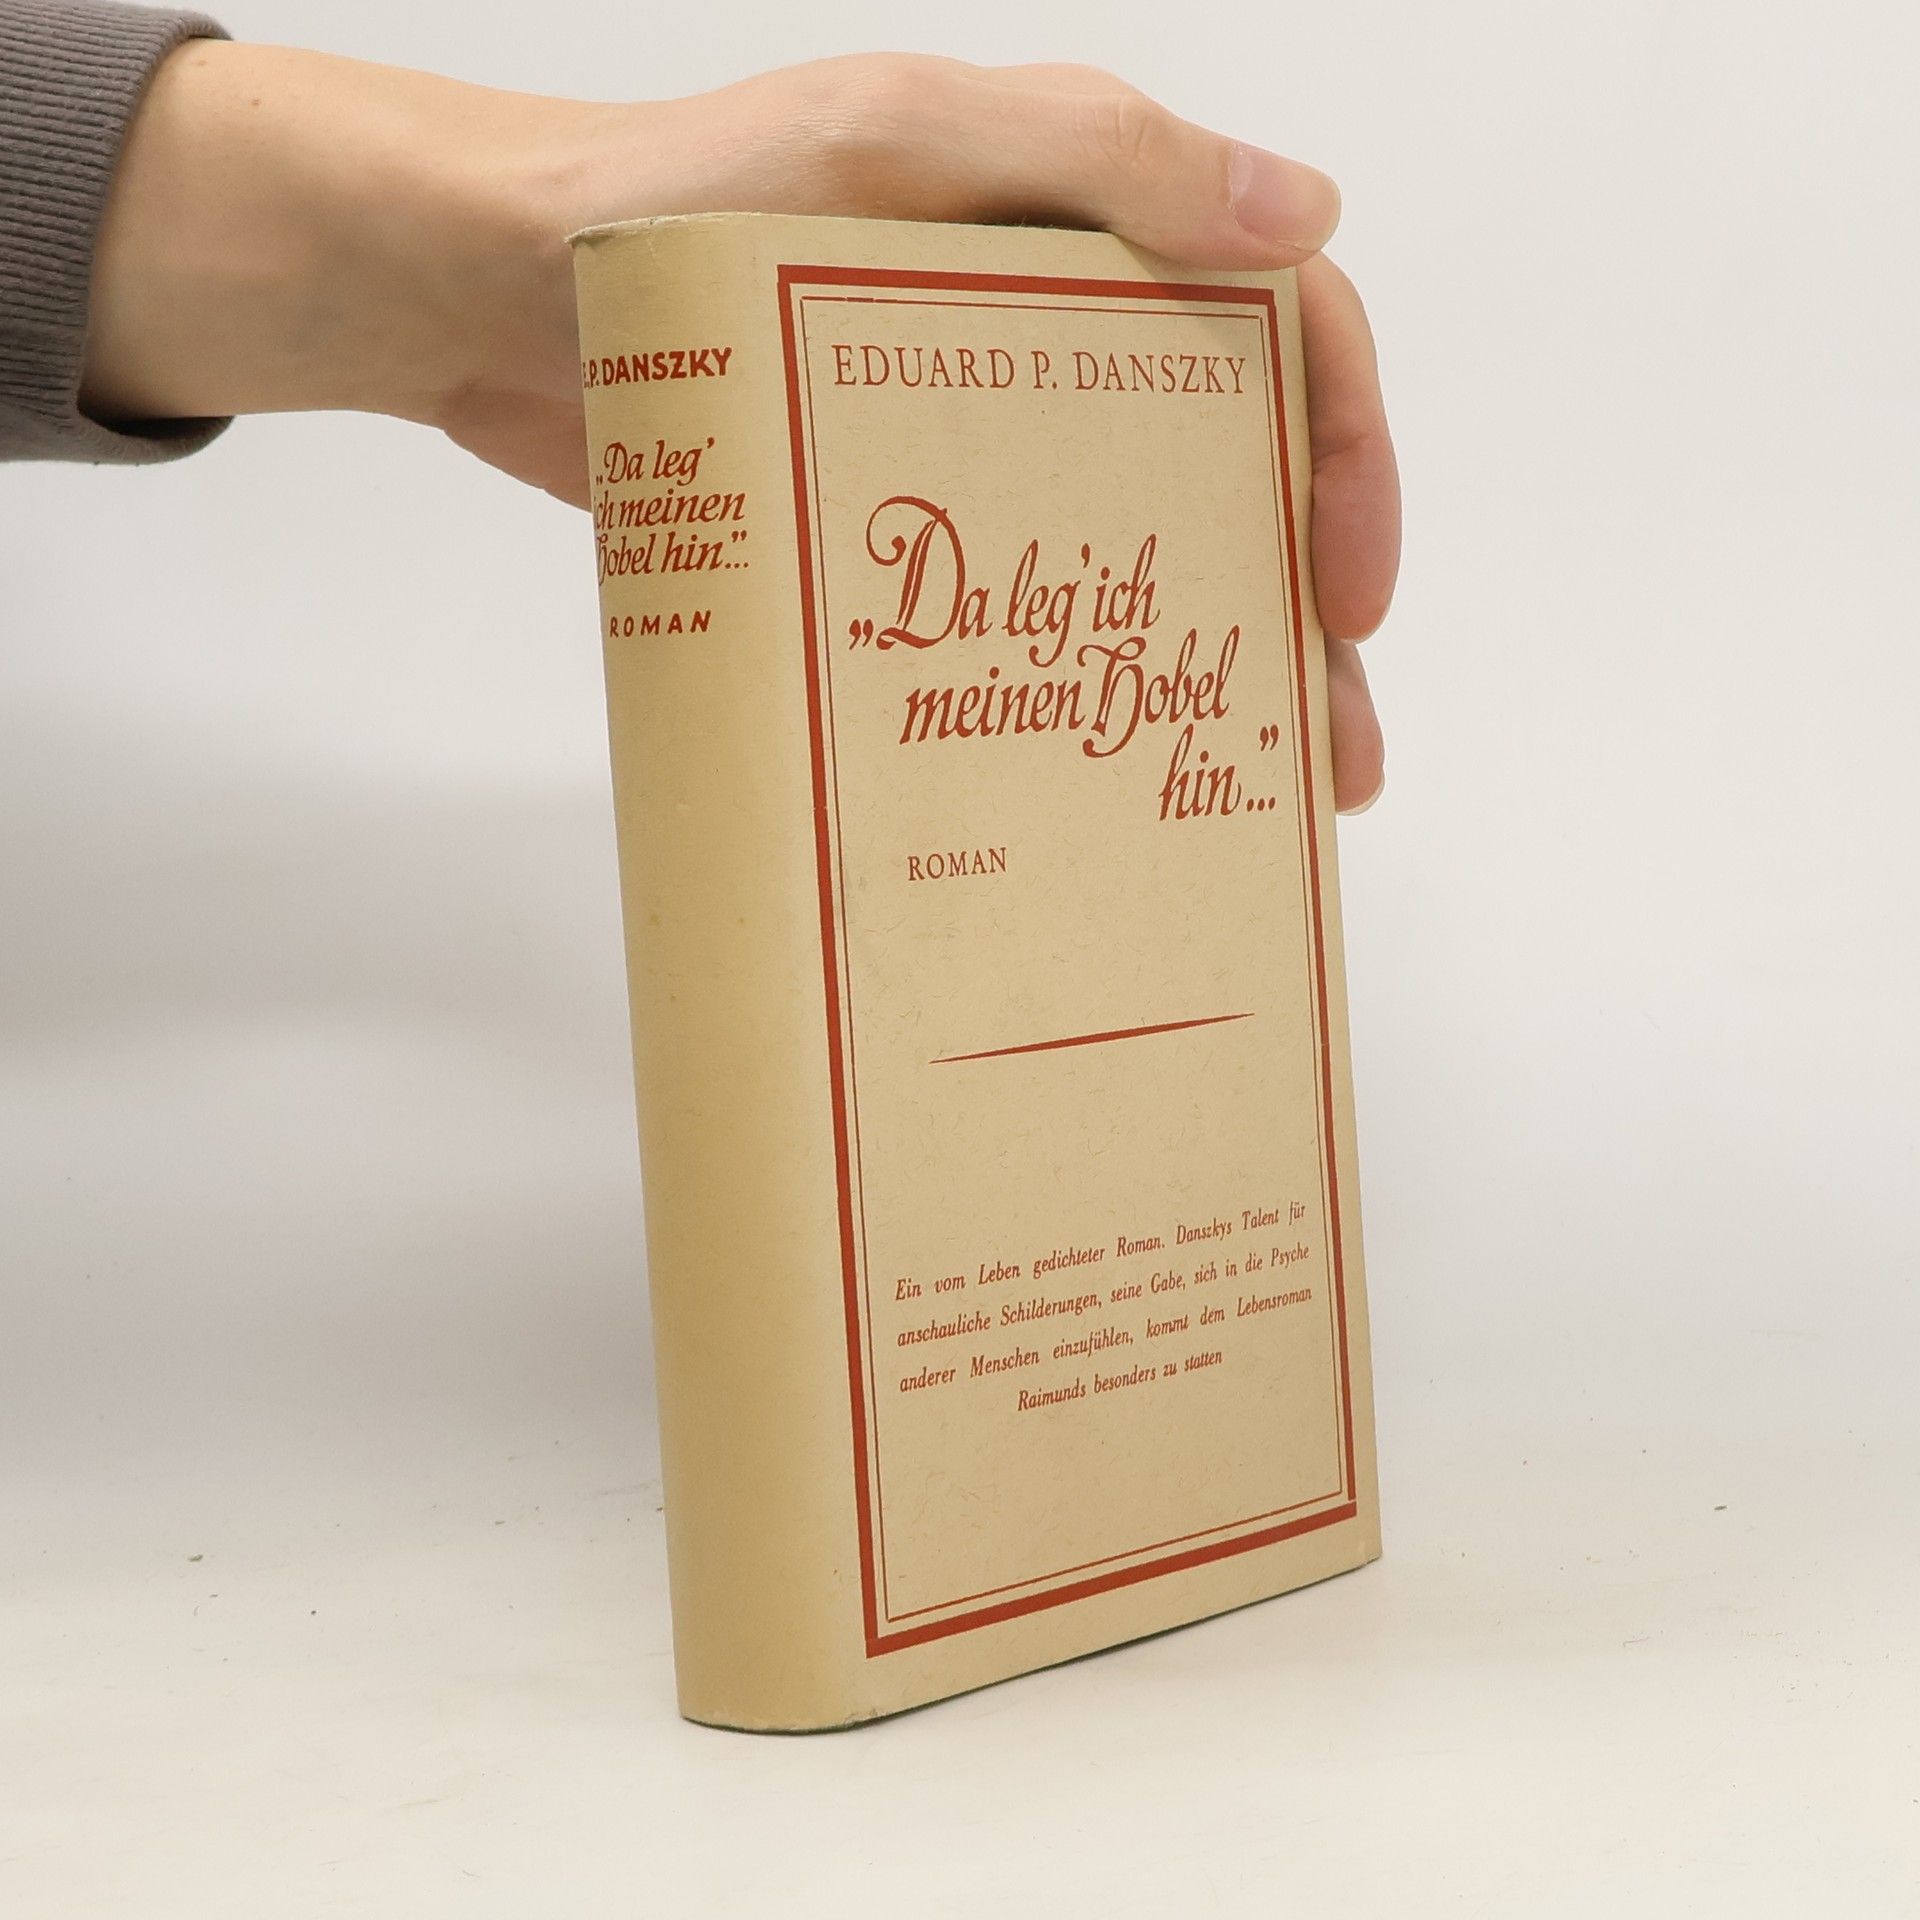 E.P. DANSZKY
„Da leg'
ich meinen
Hobel hin..."
ROMAN
EDUARD P. DANSZKY
„Da leg' ich
meinen Hobel
hin..."
ROMAN
Ein vom Leben gedichteter Roman. Danszkys Talent für
anschauliche Schilderungen, seine Gabe, sich in die Psyche
anderer Menschen einzufühlen, kommt dem Lebensroman
Raimunds besonders zu statten